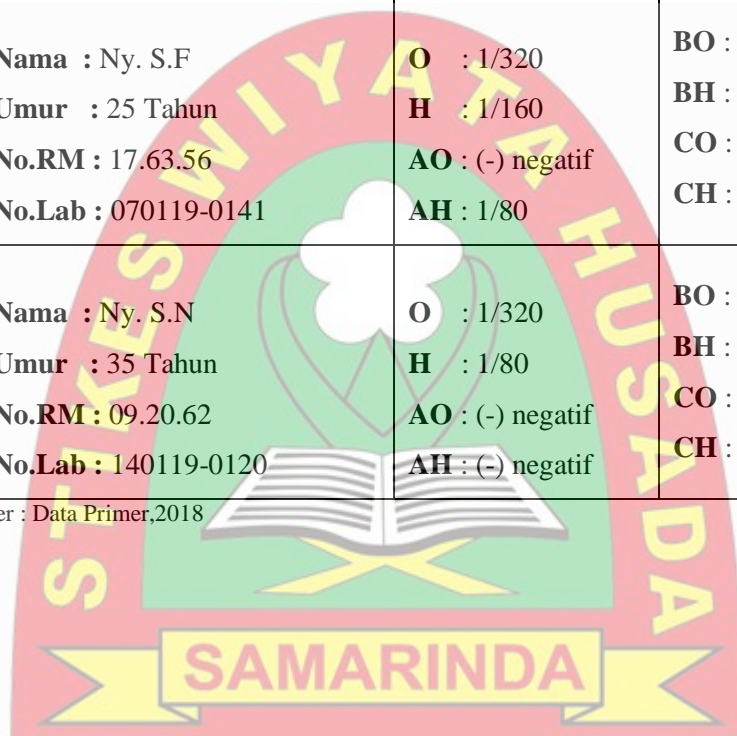 Nama : Ny. S.F
Umur : 25 Tahun
No.RM : 17.63.56
No.Lab : 070119-0141
O : 1/320
H : 1/160
AO : (-) negatif
AH : 1/80
BO :
BH :
CO :
CH :
Nama : Ny. S.N
Umur : 35 Tahun
No.RM : 09.20.62
No.Lab : 140119-0120
O : 1/320
H : 1/80
AO : (-) negatif
AH : (-) negatif
BO :
BH :
CO :
CH :
er : Data Primer,2018
STIKES WIYATA HUSADA
SAMARINDA